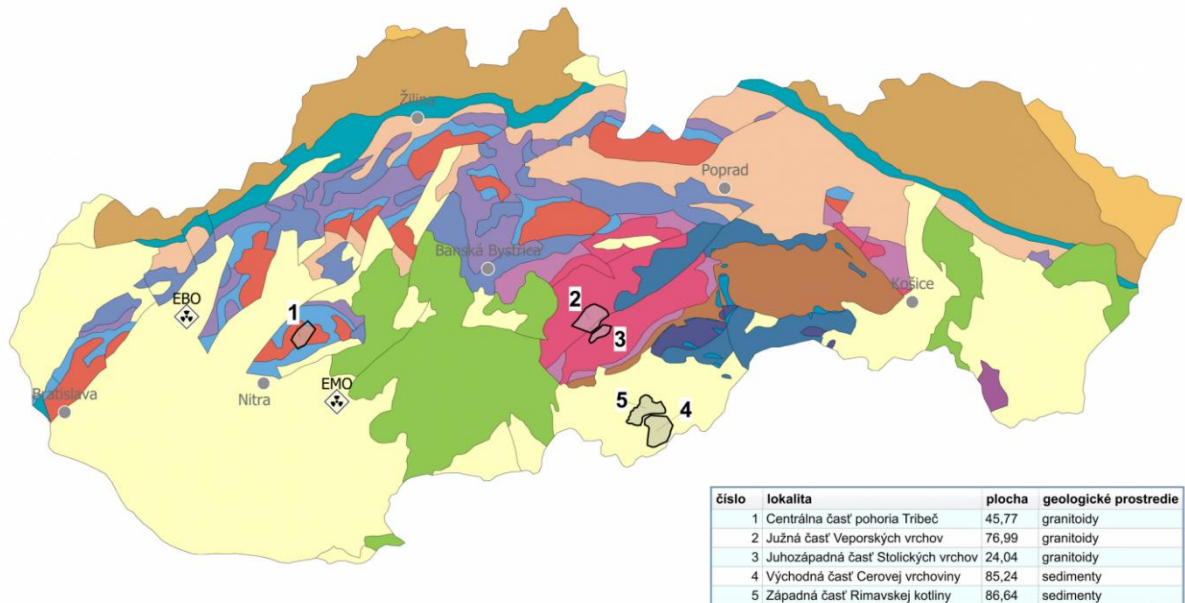 Žilina
Poprad
Banská Bystrica
Košice
EBO
1
2
3
Bratislava
Nitra
EMO
5
4
číslo lokalita plocha geologické prostredie
1 Centrálna časť pohoria Tribeč 45,77 granitoidy
2 Južná časť Veporských vrchov 76,99 granitoidy
3 Juhozápadná časť Stolických vrchov 24,04 granitoidy
4 Východná časť Cerovej vrchoviny 85,24 sedimenty
5 Západná časť Rimavskej kotliny 86,64 sedimenty